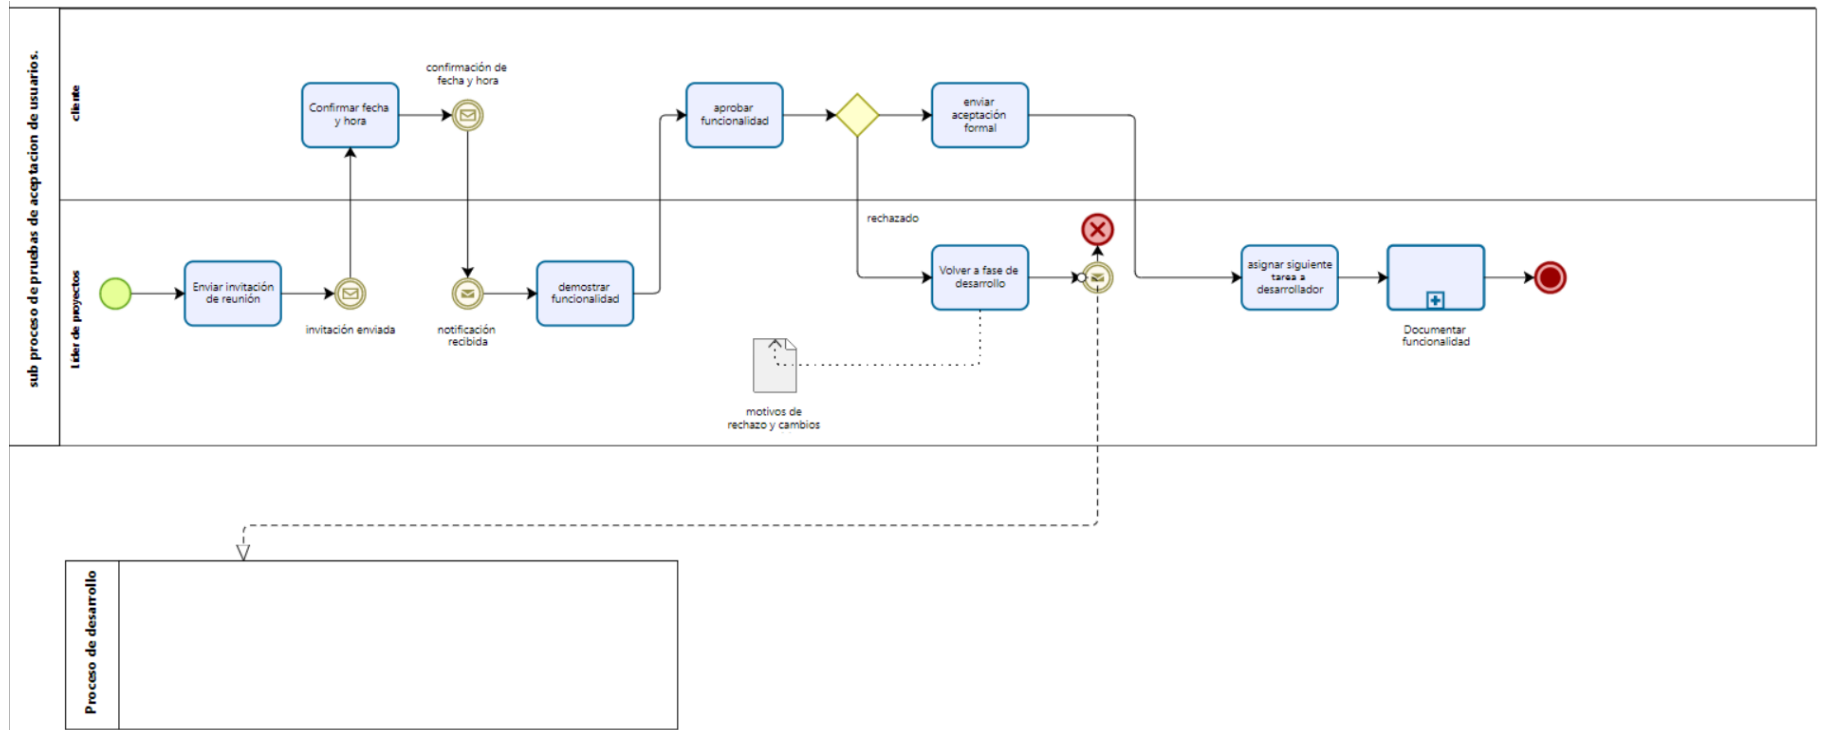 sub proceso de pruebas de aceptacion de usuarios.
cliente
confirmación de
fecha y hora
Confirmar fecha
y hora
aprobar
funcionalidad
enviar
aceptación
formal
Líder de proyectos
rechazado
Enviar invitación
de reunión
invitación enviada
notificación
recibida
demostrar
funcionalidad
Volver a fase de
desarrollo
asignar siguiente
tarea a
desarrollador
Documentar
funcionalidad
motivos de
rechazo y cambios
Proceso de desarrollo